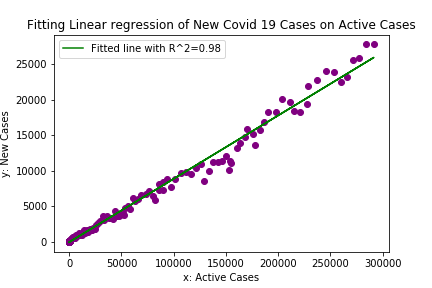 Fitting Linear regression of New Covid 19 Cases on Active Cases
Fitted line with R^2=0.98
y: New Cases
25000
20000
15000
10000
5000
0
0 50000 100000 150000 200000 250000 300000
x: Active Cases